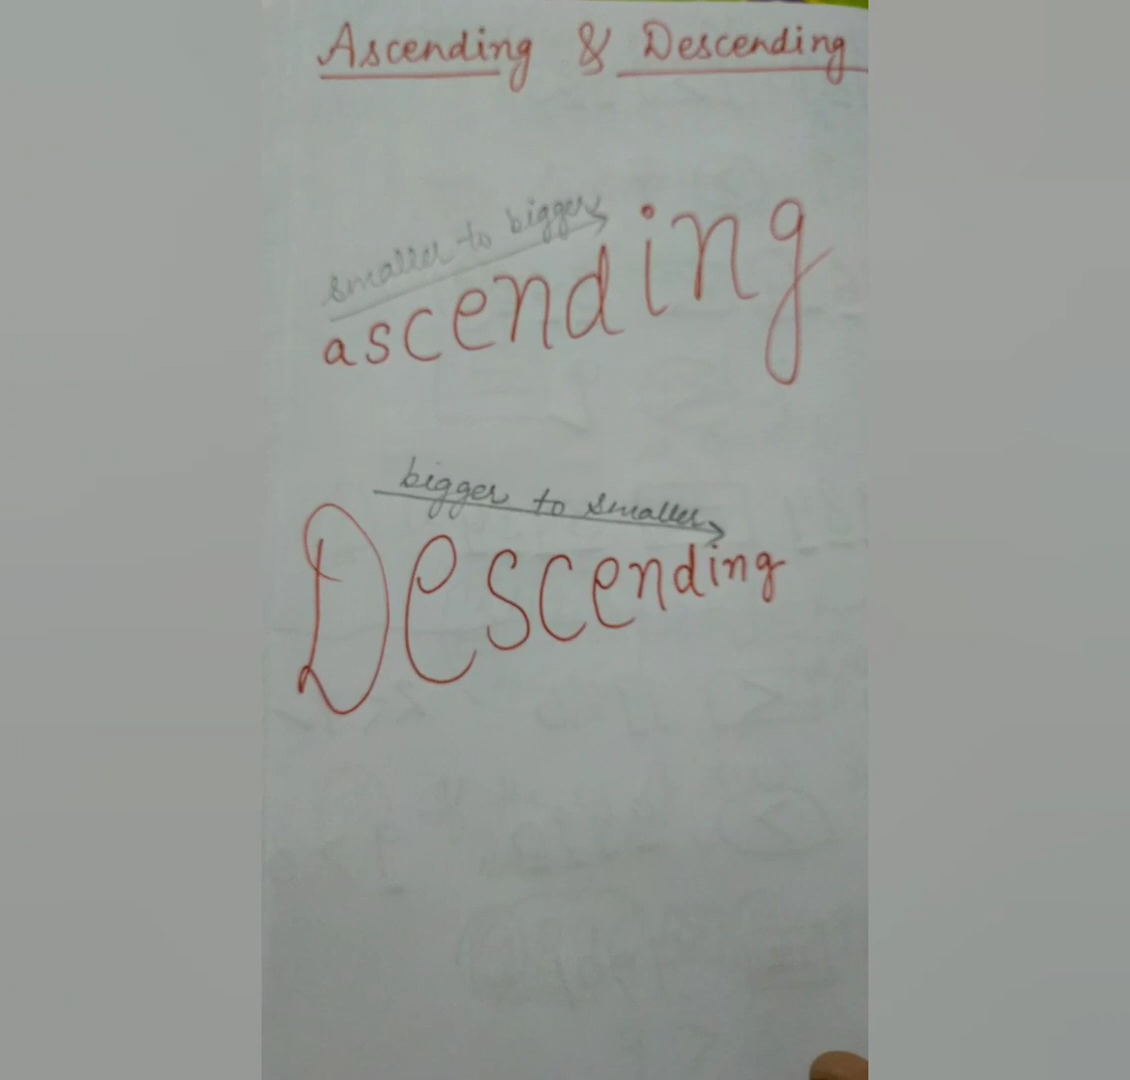 Ascending & Descending
smaller to bigger
ascending
bigger to smaller
Descending